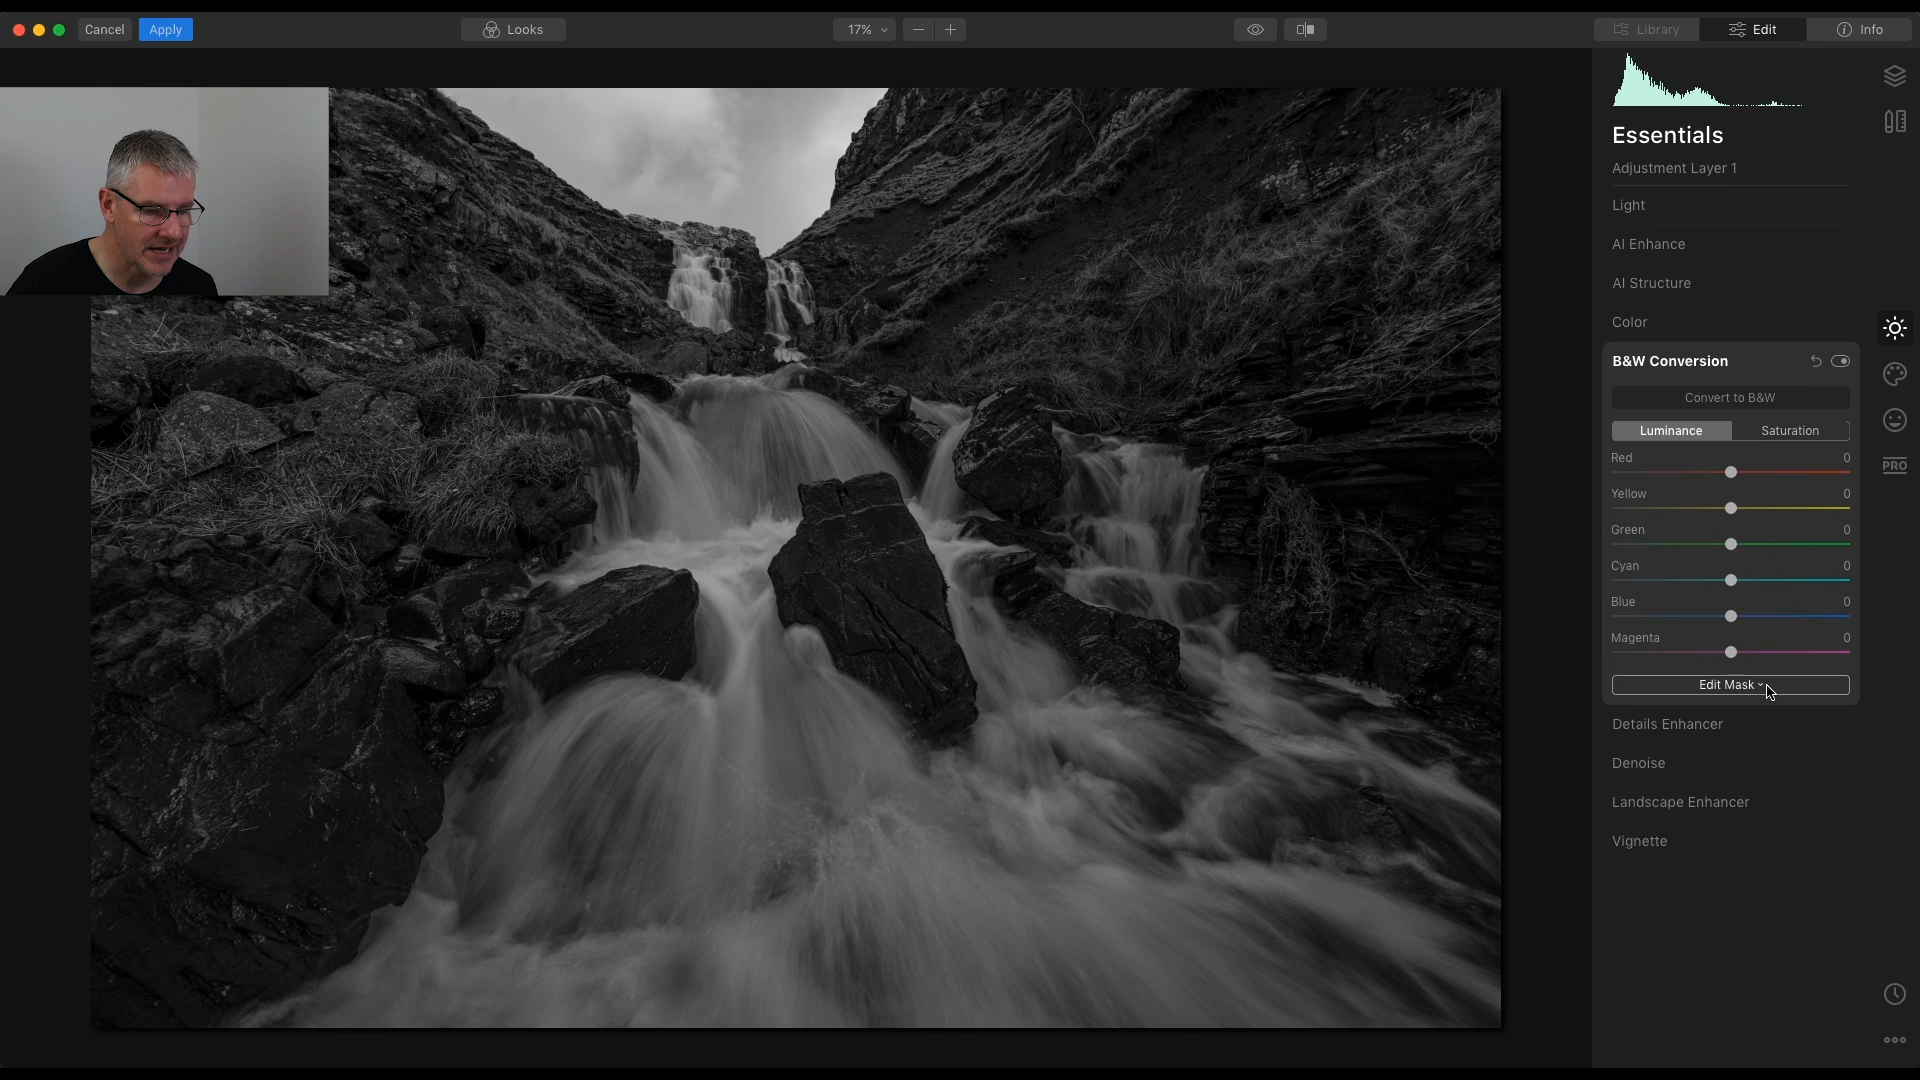 Cancel
Apply
Looks
17%
Library
Edit
Info
Essentials
Adjustment Layer 1
Light
AI Enhance
AI Structure
Color
B&W Conversion
Convert to B&W
Luminance
Saturation
Red 0
Yellow 0
Green 0
Cyan 0
Blue 0
Magenta 0
Edit Mask
Details Enhancer
Denoise
Landscape Enhancer
Vignette
PRO